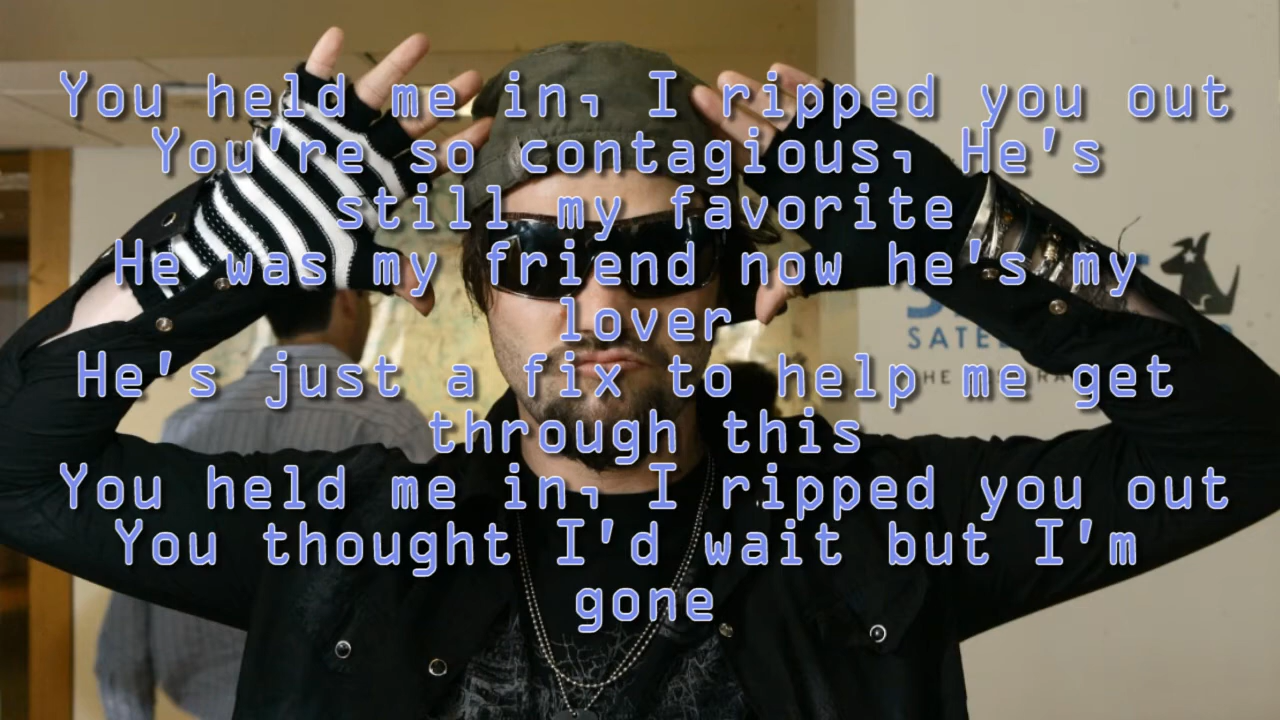 You held me in, I ripped you out
You're so contagious, He's
still my favorite
He was my friend now he's my
lover
He's just a fix to help me get
through this
You held me in, I ripped you out
You thought I'd wait but I'm
gone